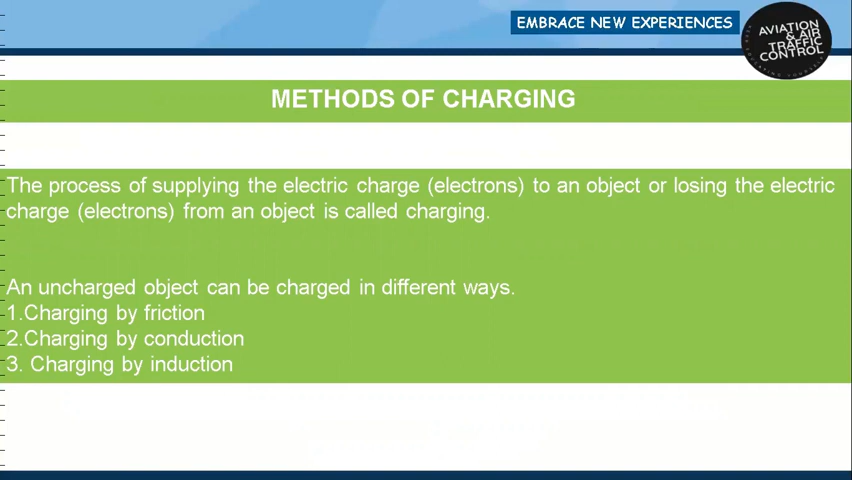 EMBRACE NEW EXPERIENCES
AVIATION
& AIR
TRAFFIC
CONTROL
METHODS OF CHARGING
The process of supplying the electric charge (electrons) to an object or losing the electric
charge (electrons) from an object is called charging.
An uncharged object can be charged in different ways.
1.Charging by friction
2.Charging by conduction
3. Charging by induction